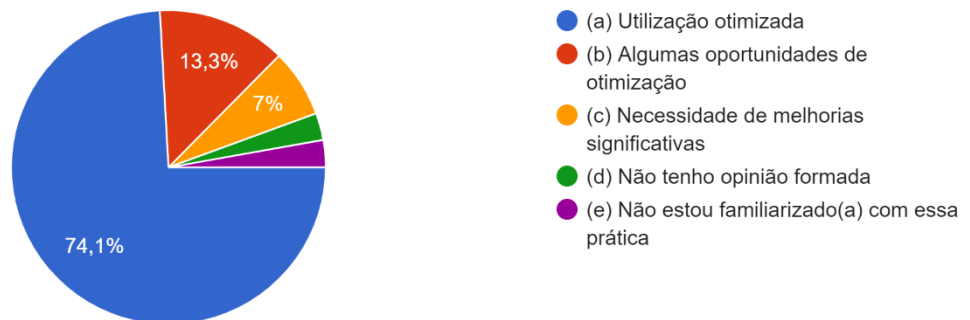 13,3%
7%
74,1%
(a) Utilização otimizada
(b) Algumas oportunidades de
otimização
(c) Necessidade de melhorias
significativas
(d) Não tenho opinião formada
(e) Não estou familiarizado(a) com essa
prática